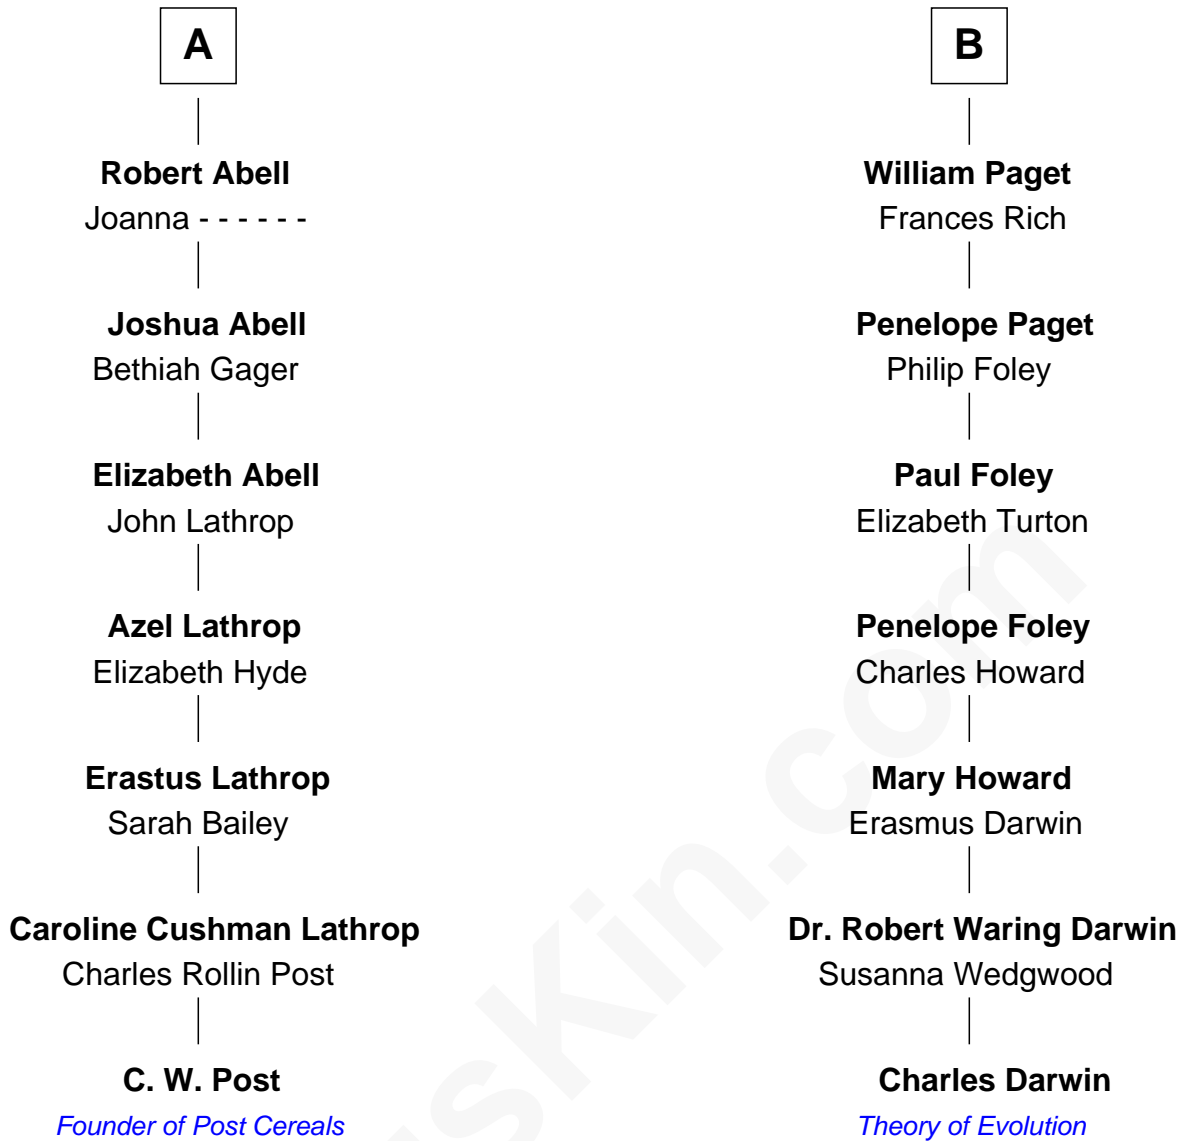 A
Robert Abell
Joanna - - - - - -
Joshua Abell
Bethiah Gager
Elizabeth Abell
John Lathrop
Azel Lathrop
Elizabeth Hyde
Erastus Lathrop
Sarah Bailey
Caroline Cushman Lathrop
Charles Rollin Post
C. W. Post
Founder of Post Cereals
B
William Paget
Frances Rich
Penelope Paget
Philip Foley
Paul Foley
Elizabeth Turton
Penelope Foley
Charles Howard
Mary Howard
Erasmus Darwin
Dr. Robert Waring Darwin
Susanna Wedgwood
Charles Darwin
Theory of Evolution